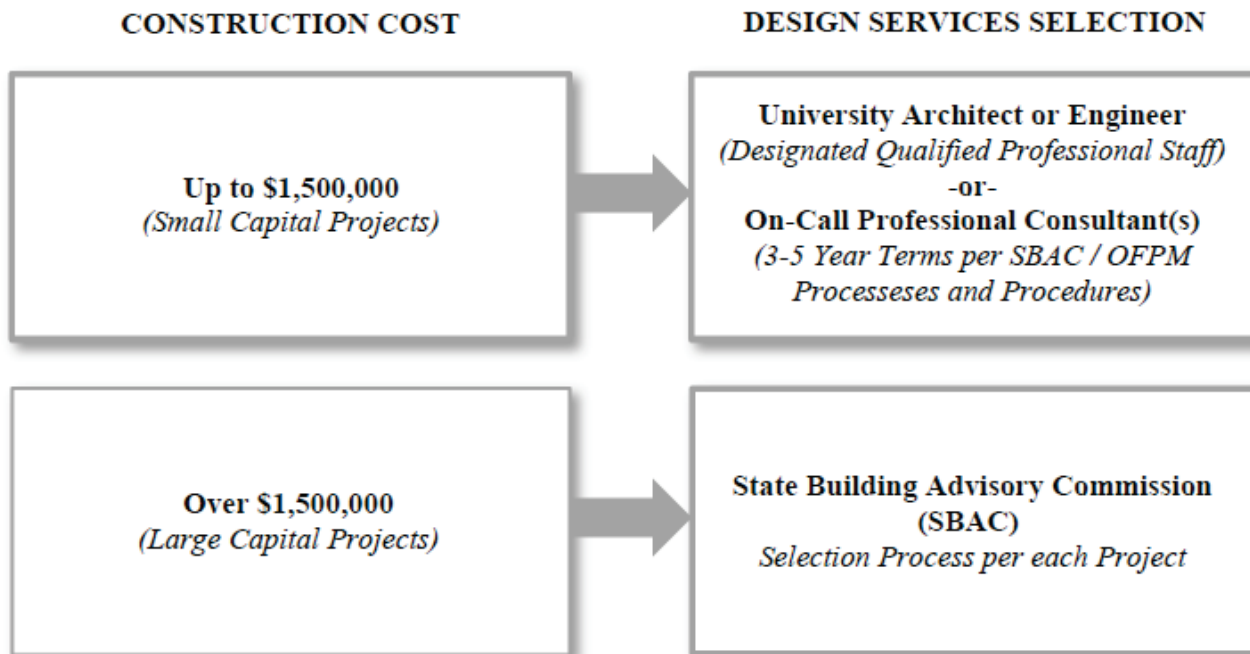 CONSTRUCTION COST
DESIGN SERVICES SELECTION
Up to $1,500,000
(Small Capital Projects)
University Architect or Engineer
(Designated Qualified Professional Staff)
-or-
On-Call Professional Consultant(s)
(3-5 Year Terms per SBAC / OFPM
Processeses and Procedures)
Over $1,500,000
(Large Capital Projects)
State Building Advisory Commission
(SBAC)
Selection Process per each Project